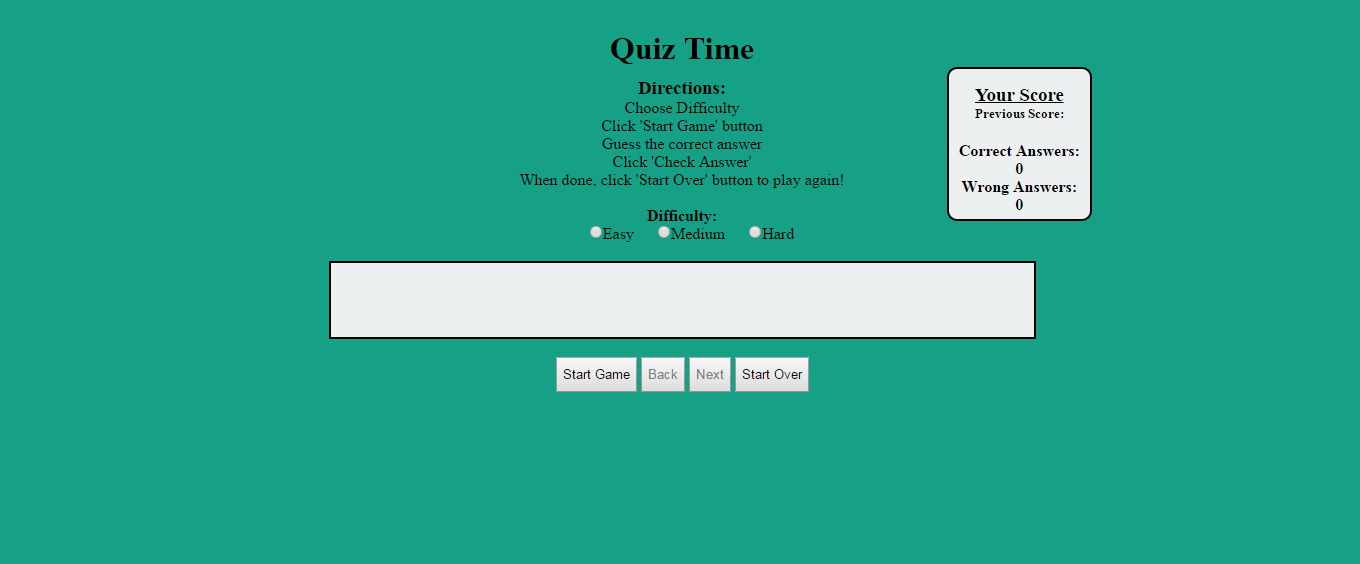 Quiz Time
Directions:
Choose Difficulty
Click 'Start Game' button
Guess the correct answer
Click 'Check Answer'
When done, click 'Start Over' button to play again!
Difficulty:
Easy Medium Hard
Your Score
Previous Score:
Correct Answers:
0
Wrong Answers:
0
Start Game Back Next Start Over